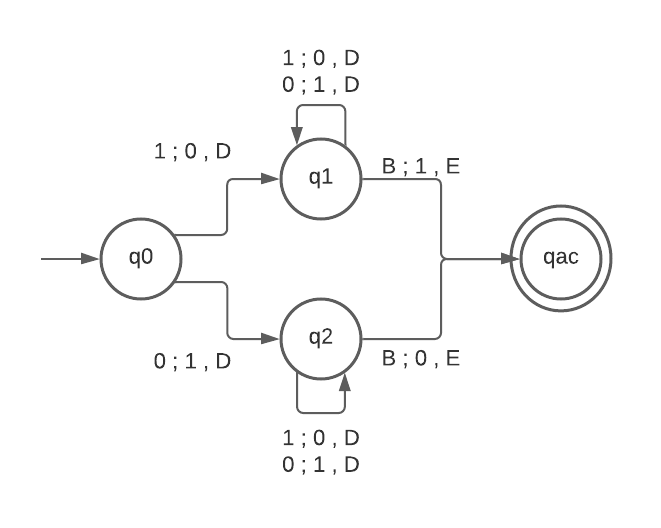 1 ; 0 , D
0 ; 1 , D
1 ; 0 , D
q1
B ; 1 , E
q0
qac
q2
0 ; 1 , D
B ; 0 , E
1 ; 0 , D
0 ; 1 , D